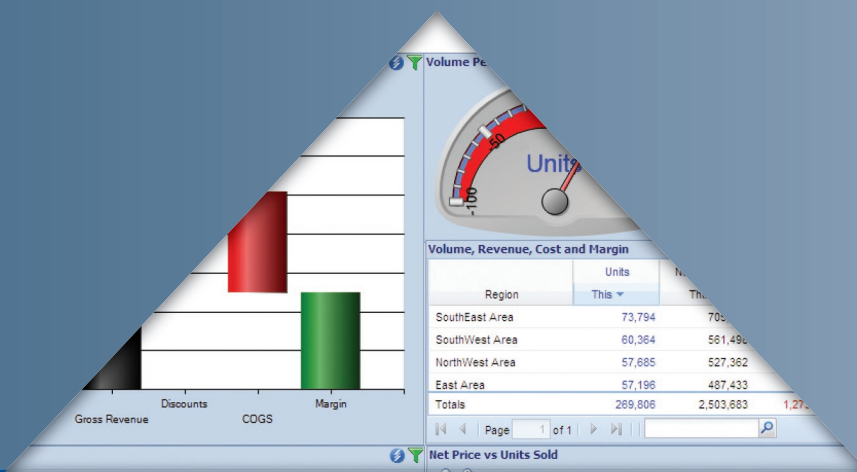 Volume
-50
-100
Units
Volume, Revenue, Cost and Margin
Units
Region This
SouthEast Area 73,794
SouthWest Area 60,364 561,498
NorthWest Area 57,685 527,362
East Area 57,196 487,433
Totals 269,806 2,503,683
Page 1 of 1
Discounts Margin
Gross Revenue COGS
Net Price vs Units Sold